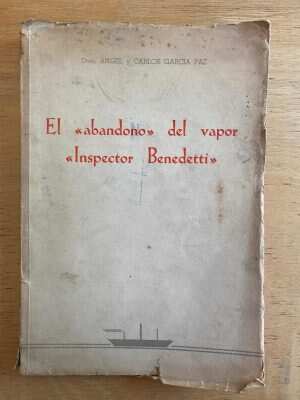 Dres. ANGEL y CARLOS GARCIA PAZ
El «abandono» del vapor
«Inspector Benedetti»